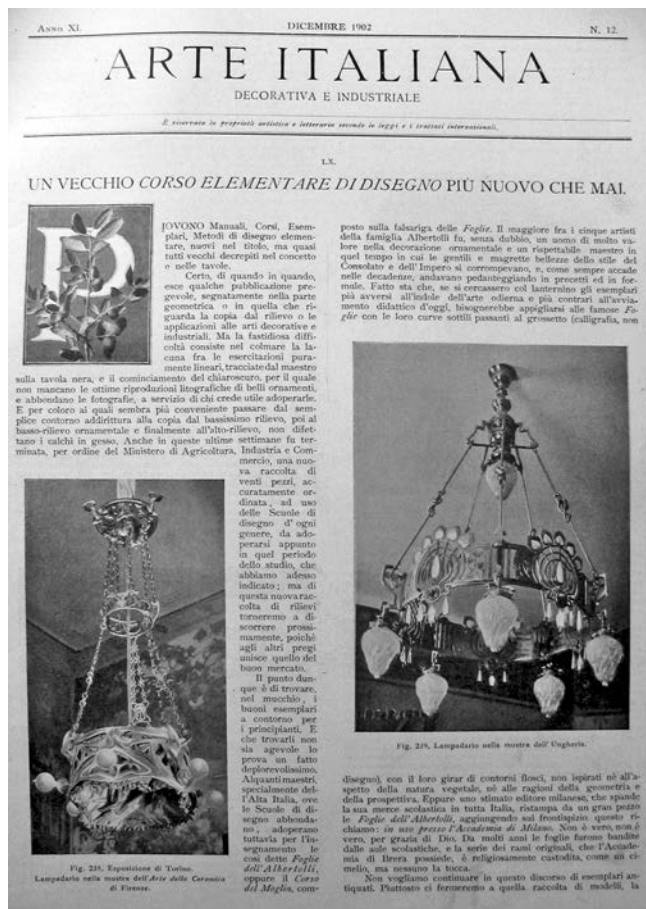 ANNO XI.
DICEMBRE 1902
N. 12.
ARTE ITALIANA
DECORATIVA E INDUSTRIALE
È riservata la proprietà artistica e letteraria secondo le leggi e i trattati internazionali.
LX.
UN VECCHIO CORSO ELEMENTARE DI DISEGNO PIÙ NUOVO CHE MAI.
PIOVONO Manuali, Corsi, Esem-
plari, Metodi di disegno elemen-
tare, nuovi nel titolo, ma quasi
tutti vecchi decrepiti nel concetto
e nelle tavole.
Certo, di quando in quando,
esce qualche pubblicazione pre-
gevole, segnatamente nella parte
geometrica o in quella che ri-
guarda la copia dal rilievo o le
applicazioni alle arti decorative e
industriali. Ma la fastidiosa diffi-
coltà consiste nel colmare la la-
cuna fra le esercitazioni pura-
mente lineari, tracciate dal maestro
sulla tavola nera, e il cominciamento del chiaroscuro, per il quale
non mancano le ottime riproduzioni litografiche di belli ornamenti,
e abbondano le fotografie, a servizio di chi crede utile adoperarle.
E per coloro ai quali sembra più conveniente passare dal sem-
plice contorno addirittura alla copia dal bassissimo rilievo, poi al
basso-rilievo ornamentale e finalmente all'alto-rilievo, non difet-
tano i calchi in gesso. Anche in queste ultime settimane fu ter-
minata, per ordine del Ministero di Agricoltura, Industria e Com-
mercio, una nuo-
va raccolta di
venti pezzi, ac-
curatamente or-
dinata, ad uso
delle Scuole di
disegno d'ogni
genere, da ado-
perarsi appunto
in quel periodo
dello studio, che
abbiamo adesso
indicato; ma di
questa nuova rac-
colta di rilievi
torneremo a di-
scorrere prossi-
mamente, poichè
agli altri pregi
unisce quello del
buon mercato.
Il punto dun-
que è di trovare,
nel mucchio, i
buoni esemplari
a contorno per
i principianti. E
che trovarli non
sia agevole lo
prova un fatto
deplorevolissimo.
Alquanti maestri,
specialmente del-
l'Alta Italia, ove
le Scuole di di-
segno abbonda-
no, adoperano
tuttavia per l'in-
segnamento le
così dette Foglie
dell'Albertolli,
oppure il Corso
del Moglia, com-
Fig. 238. Esposizione di Torino.
Lampadario nella mostra dell'Arte della Ceramica
di Firenze.
posto sulla falsariga delle Foglie. Il maggiore fra i cinque artisti
della famiglia Albertolli fu, senza dubbio, un uomo di molto va-
lore nella decorazione ornamentale e un rispettabile maestro in
quel tempo in cui le gentili e magrette bellezze dello stile del
Consolato e dell'Impero si corrompevano, e, come sempre accade
nelle decadenze, andavano pedanteggiando in precetti ed in for-
mule. Fatto sta che, se si cercassero col lanternino gli esemplari
più avversi all'indole dell'arte odierna e più contrari all'avvia-
mento didattico d'oggi, bisognerebbe appigliarsi alle famose Fo-
glie con le loro curve sottili passanti al grossetto (calligrafia, non
Fig. 239. Lampadario nella mostra dell'Ungheria.
disegno), con il loro girar di contorni flosci, non ispirati nè all'a-
spetto della natura vegetale, nè alle ragioni della geometria e
della prospettiva. Eppure uno stimato editore milanese, che spande
la sua merce scolastica in tutta Italia, ristampa da un gran pezzo
le Foglie dell'Albertolli, aggiungendo sul frontispizio questo ri-
chiamo: in uso presso l'Accademia di Milano. Non è vero, non è
vero, per grazia di Dio. Da molti anni le foglie furono bandite
dalle aule scolastiche, e la serie dei rami originali, che l'Accade-
mia di Brera possiede, è religiosamente custodita, come un ci-
melio, ma nessuno la tocca.
Non vogliamo continuare in questo discorso di esemplari an-
tiquati. Piuttosto ci fermeremo a quella raccolta di modelli, la